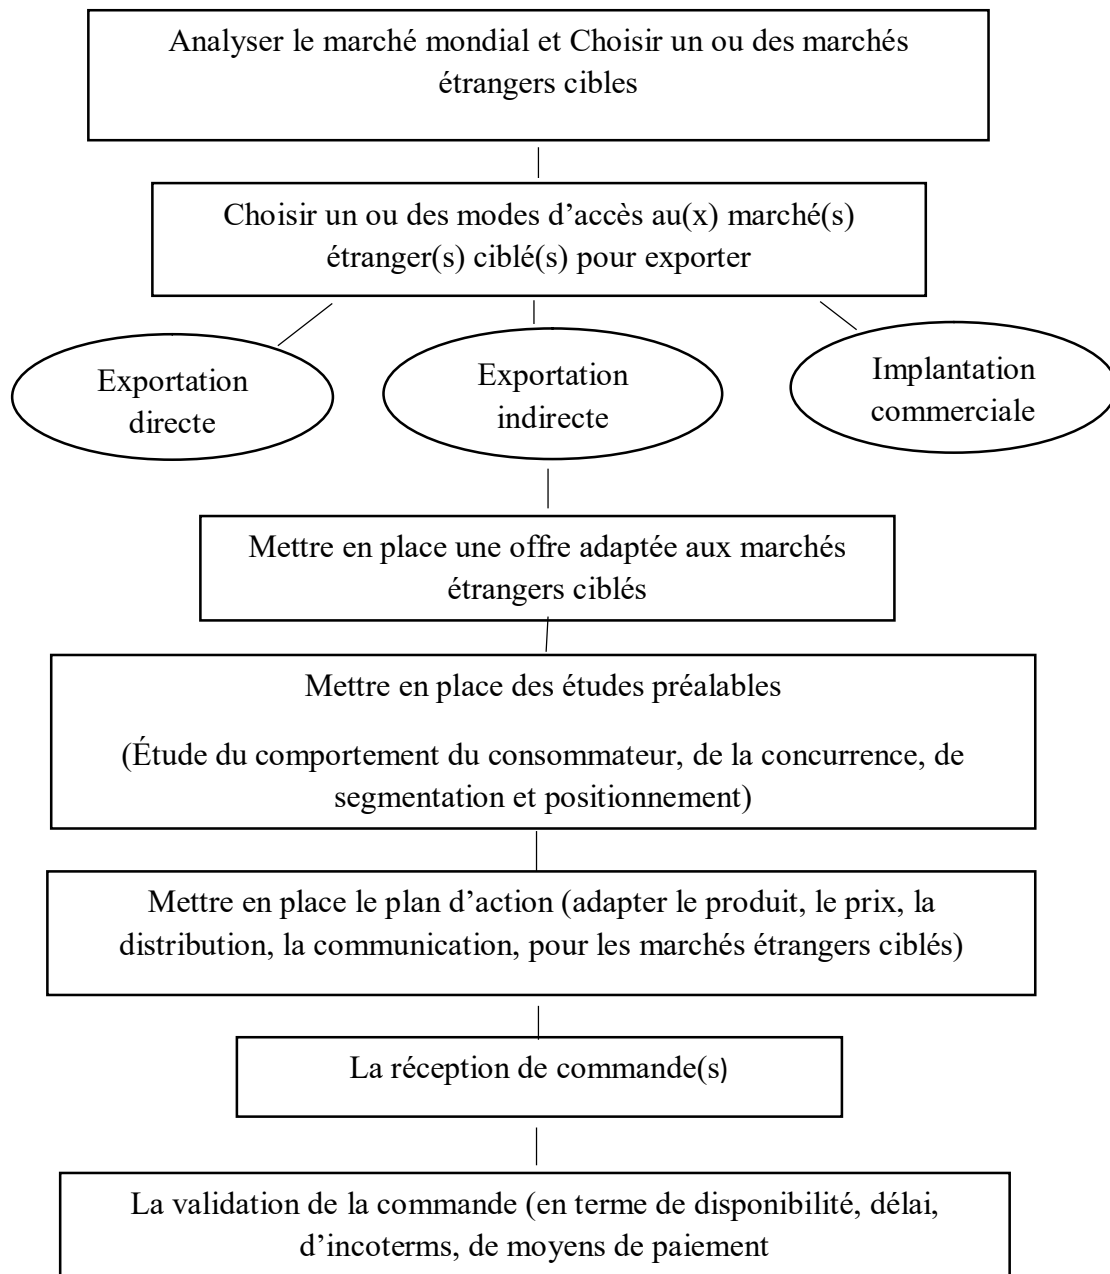 Analyser le marché mondial et Choisir un ou des marchés
étrangers cibles
Choisir un ou des modes d’accès au(x) marché(s)
étranger(s) ciblé(s) pour exporter
Exportation
directe
Exportation
indirecte
Implantation
commerciale
Mettre en place une offre adaptée aux marchés
étrangers ciblés
Mettre en place des études préalables
(Étude du comportement du consommateur, de la concurrence, de
segmentation et positionnement)
Mettre en place le plan d’action (adapter le produit, le prix, la
distribution, la communication, pour les marchés étrangers ciblés)
La réception de commande(s)
La validation de la commande (en terme de disponibilité, délai,
d’incoterms, de moyens de paiement